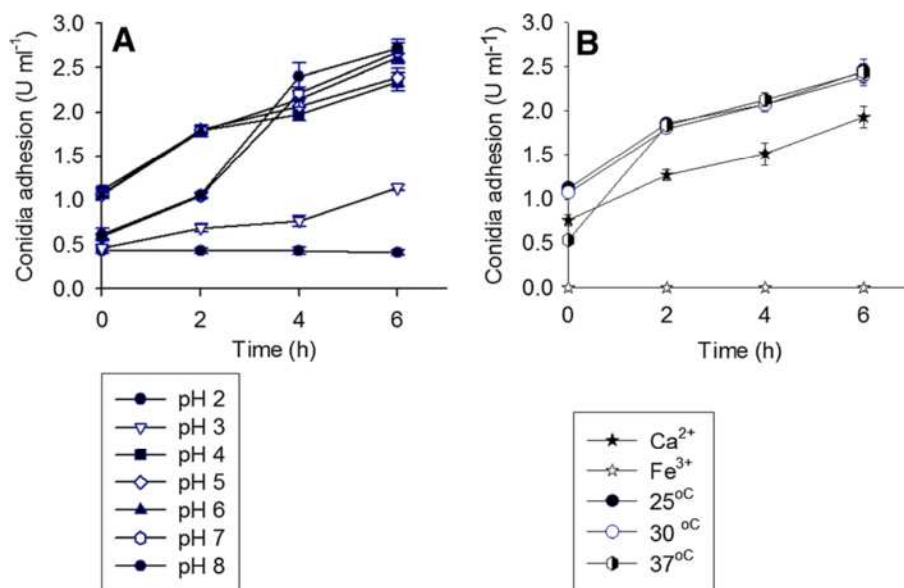 A
Conidia adhesion (U ml⁻¹)
3.0
2.5
2.0
1.5
1.0
0.5
0.0
0 2 4 6
Time (h)
pH 2
pH 3
pH 4
pH 5
pH 6
pH 7
pH 8
B
Conidia adhesion (U ml-1)
3.0
2.5
2.0
1.5
1.0
0.5
0.0
0 2 4 6
Time (h)
Ca²⁺
Fe³⁺
25ºC
30 ºC
37ºC